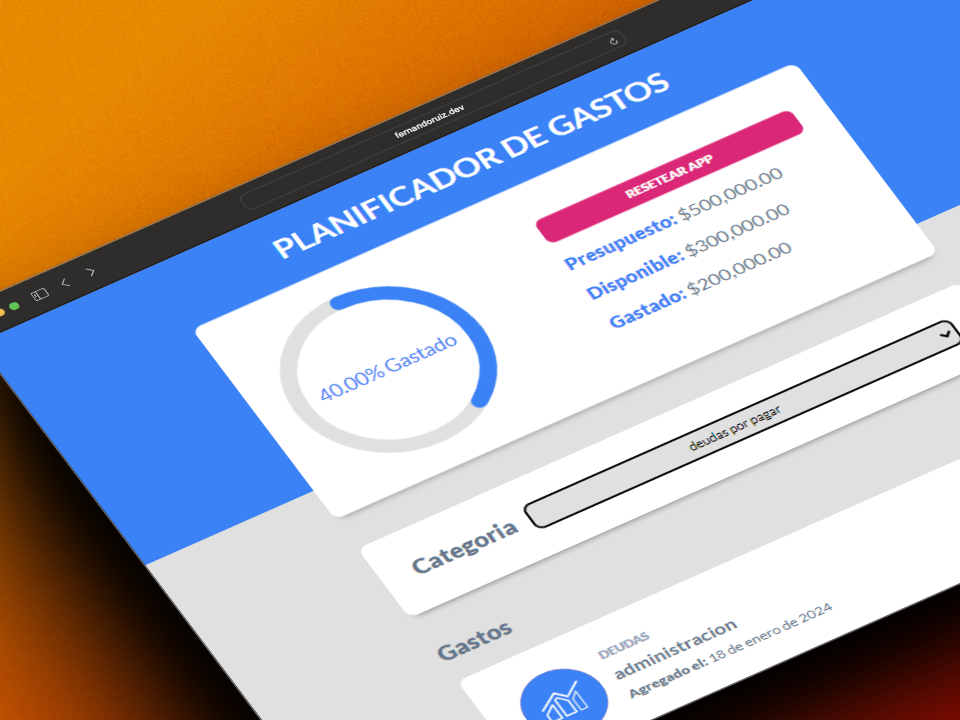 fernandoruiz.dev
PLANIFICADOR DE GASTOS
RESETEAR APP
Presupuesto: $500,000.00
Disponible: $300,000.00
Gastado: $200,000.00
40.00% Gastado
Categoria
deudas por pagar
Gastos
DEUDAS
administracion
Agregado el: 18 de enero de 2024